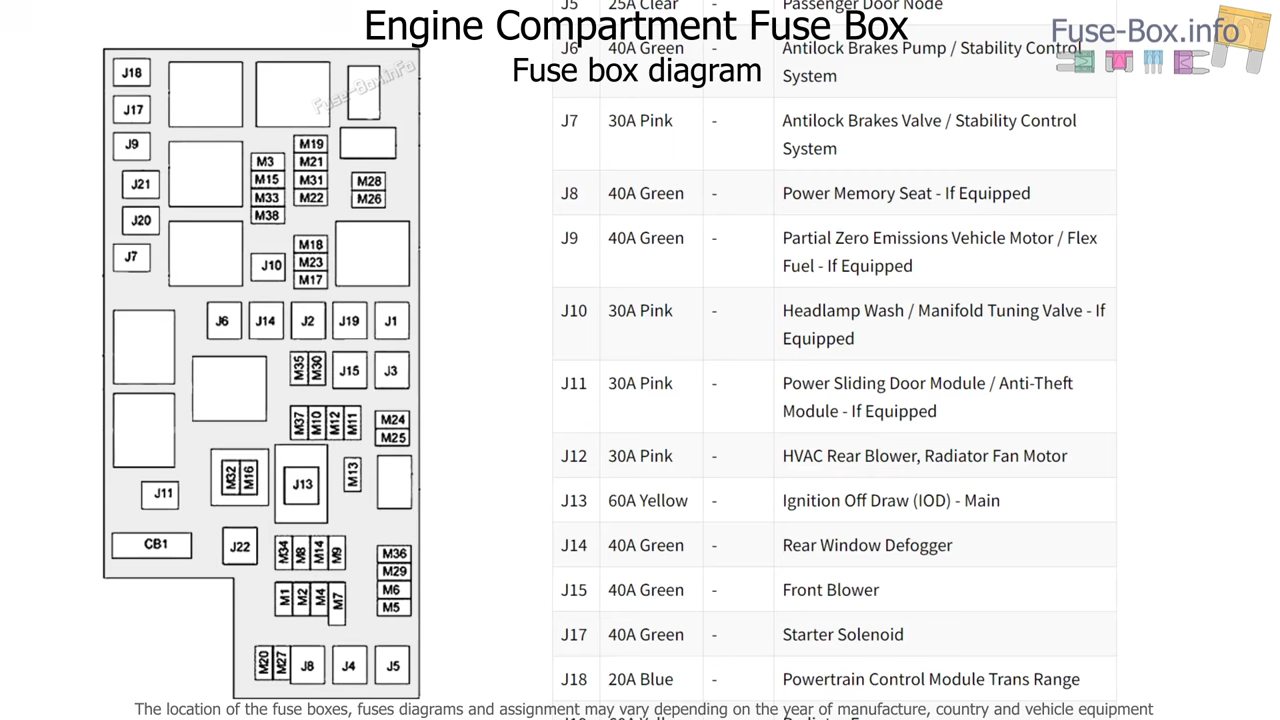 Engine Compartment Fuse Box
Fuse box diagram
Fuse-Box.info
Fuse-Box.info
J18
J17
J9
J21
J20
J7
M3
M15
M33
M38
M19
M21
M31
M22
M28
M26
M18
M23
M17
J10
J6
J14
J2
J19
J1
M35
M30
J15
J3
M37
M10
M12
M11
M24
M25
M32
M16
J13
M13
J11
CB1
J22
M34
M8
M14
M9
M36
M29
M6
M5
M1
M2
M4
M7
M20
M27
J8
J4
J5
J5 25A Clear - Passenger Door Node
J6 40A Green - Antilock Brakes Pump / Stability Control
System
J7 30A Pink - Antilock Brakes Valve / Stability Control
System
J8 40A Green - Power Memory Seat - If Equipped
J9 40A Green - Partial Zero Emissions Vehicle Motor / Flex
Fuel - If Equipped
J10 30A Pink - Headlamp Wash / Manifold Tuning Valve - If
Equipped
J11 30A Pink - Power Sliding Door Module / Anti-Theft
Module - If Equipped
J12 30A Pink - HVAC Rear Blower, Radiator Fan Motor
J13 60A Yellow - Ignition Off Draw (IOD) - Main
J14 40A Green - Rear Window Defogger
J15 40A Green - Front Blower
J17 40A Green - Starter Solenoid
J18 20A Blue - Powertrain Control Module Trans Range
The location of the fuse boxes, fuses diagrams and assignment may vary depending on the year of manufacture, country and vehicle equipment